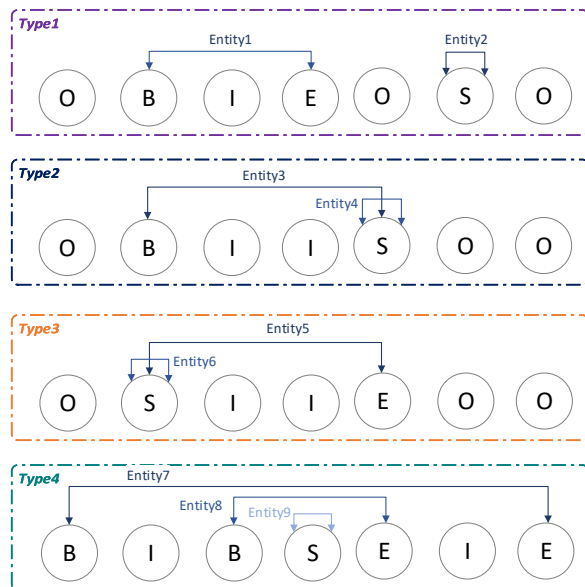 Type1
Entity1
Entity2
O B I E O S O
Type2
Entity3
Entity4
O B I I S O O
Type3
Entity5
Entity6
O S I I E O O
Type4
Entity7
Entity8
Entity9
B I B S E I E